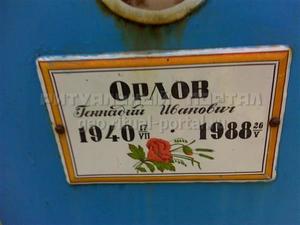 ОРЛОВ
Геннадий Иванович
1940 17/VII · 1988 26/V